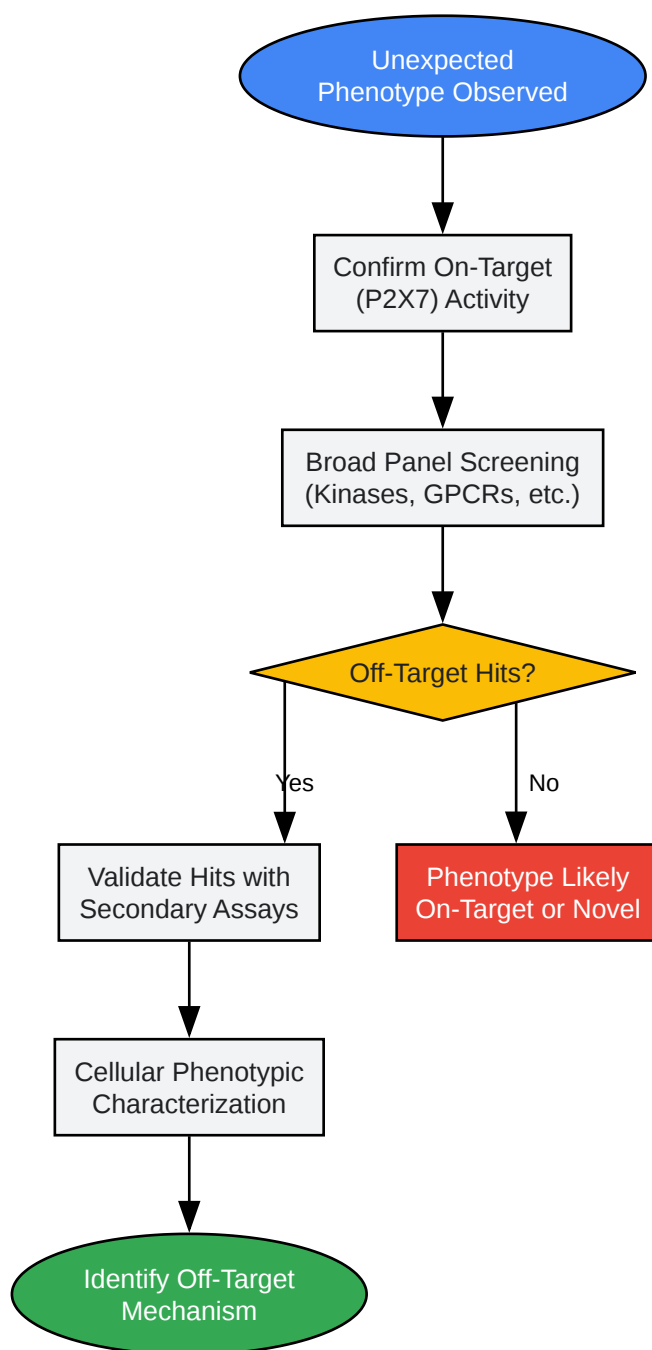 Unexpected
Phenotype Observed
Confirm On-Target
(P2X7) Activity
Broad Panel Screening
(Kinases, GPCRs, etc.)
Off-Target Hits?
Yes
No
Validate Hits with
Secondary Assays
Phenotype Likely
On-Target or Novel
Cellular Phenotypic
Characterization
Identify Off-Target
Mechanism